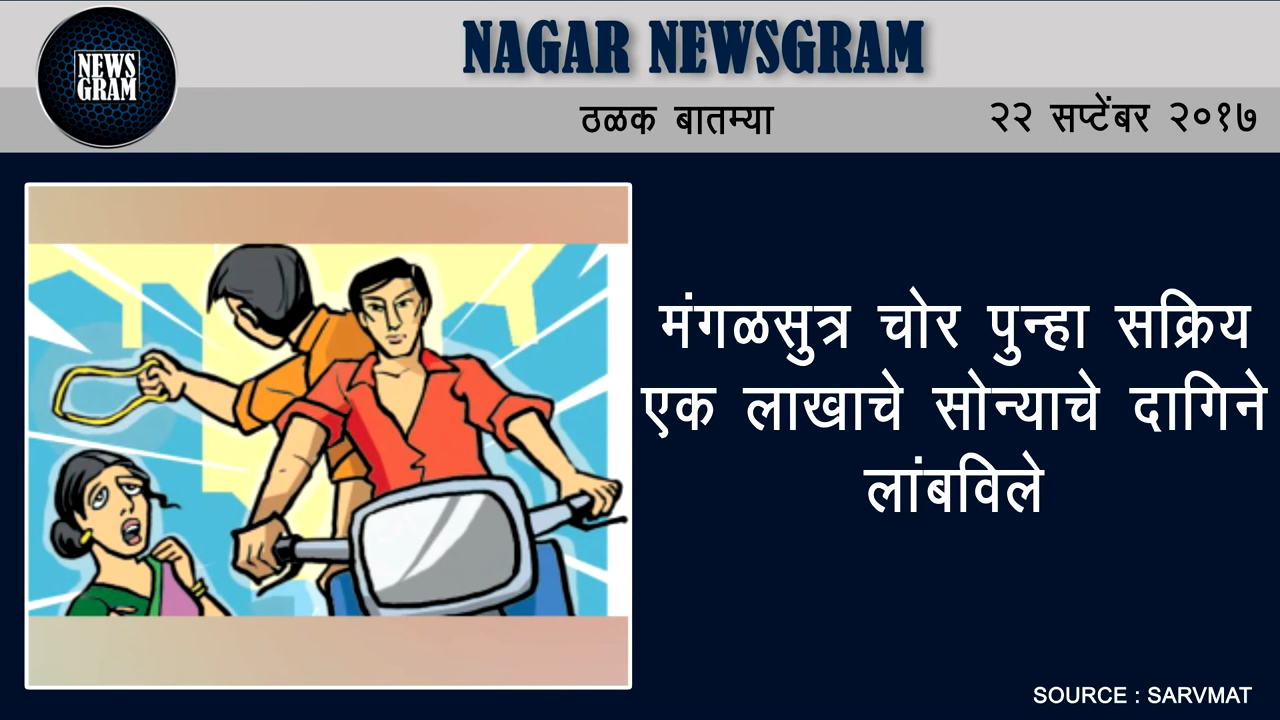 NEWS
GRAM
NAGAR NEWSGRAM
ठळक बातम्या
२२ सप्टेंबर २०१७
मंगळसुत्र चोर पुन्हा सक्रिय
एक लाखाचे सोन्याचे दागिने
लांबविले
SOURCE : SARVMAT